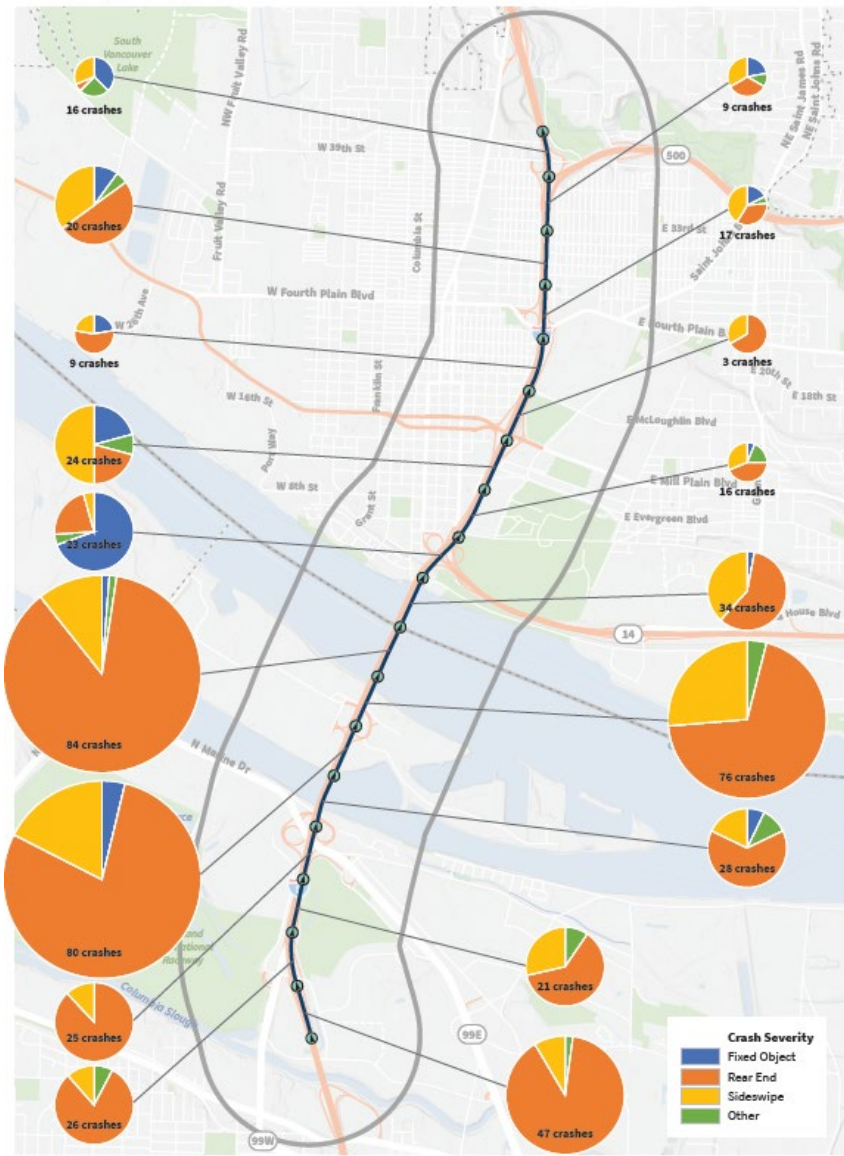 South
Vancouver
Lake
NW Fruit Valley Rd
NE Saint James Rd
NE Saint Johns Rd
16 crashes
9 crashes
W 39th St
500
Columbia St
Fruit Valley Rd
20 crashes
E 33rd St
17 crashes
W Fourth Plain Blvd
9 crashes
3 crashes
E 20th St
E 18th St
Franklin St
W 16th St
E McLoughlin Blvd
24 crashes
Port Way
16 crashes
E Mill Plain Blvd
W 8th St
Grant St
E Evergreen Blvd
23 crashes
34 crashes
House Blvd
14
84 crashes
N Marine Dr
76 crashes
28 crashes
80 crashes
21 crashes
25 crashes
Columbia Slough
99E
Crash Severity
Fixed Object
Rear End
Sideswipe
Other
26 crashes
47 crashes
99W